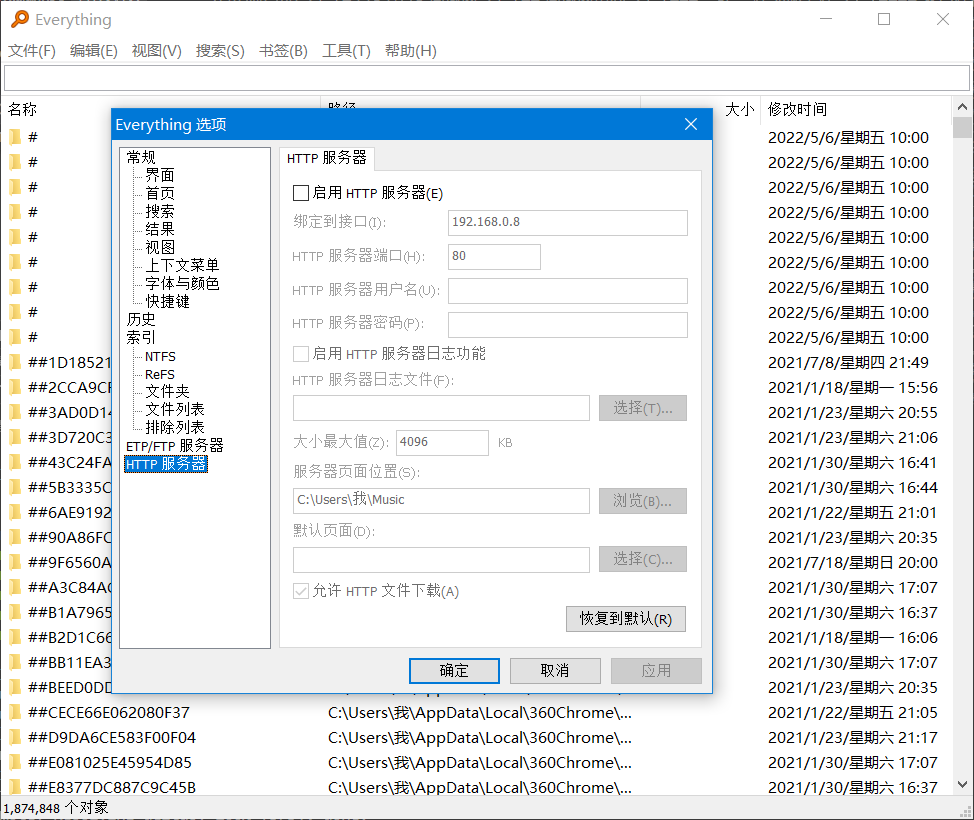 Everything
文件(F) 编辑(E) 视图(V) 搜索(S) 书签(B) 工具(T) 帮助(H)
名称 路径 大小 修改时间
Everything 选项
常规
界面
首页
搜索
结果
视图
上下文菜单
字体与颜色
快捷键
历史
索引
NTFS
ReFS
文件夹
文件列表
排除列表
ETP/FTP 服务器
HTTP 服务器
HTTP 服务器
启用 HTTP 服务器(E)
绑定到接口(I): 192.168.0.8
HTTP 服务器端口(H): 80
HTTP 服务器用户名(U):
HTTP 服务器密码(P):
启用 HTTP 服务器日志功能
HTTP 服务器日志文件(F):
选择(T)...
大小最大值(Z): 4096 KB
服务器页面位置(S):
C:\Users\我\Music 浏览(B)...
默认页面(D):
选择(C)...
允许 HTTP 文件下载(A)
恢复到默认(R)
确定 取消 应用
# 2022/5/6/星期五 10:00
# 2022/5/6/星期五 10:00
# 2022/5/6/星期五 10:00
# 2022/5/6/星期五 10:00
# 2022/5/6/星期五 10:00
# 2022/5/6/星期五 10:00
# 2022/5/6/星期五 10:00
# 2022/5/6/星期五 10:00
# 2022/5/6/星期五 10:00
##1D18521 2021/7/8/星期四 21:49
##2CCA9CF 2021/1/18/星期一 15:56
##3AD0D14 2021/1/23/星期六 20:55
##3D720C3 2021/1/23/星期六 21:06
##43C24FA 2021/1/30/星期六 16:41
##5B3335C 2021/1/30/星期六 16:44
##6AE9192 2021/1/22/星期五 21:01
##90A86FC 2021/1/23/星期六 20:35
##9F6560A 2021/7/18/星期日 20:00
##A3C84AC 2021/1/30/星期六 17:07
##B1A7965 2021/1/30/星期六 16:37
##B2D1C66 2021/1/18/星期一 16:06
##BB11EA3 2021/1/30/星期六 17:07
##BEED0DD 2021/1/23/星期六 20:35
##CECE66E062080F37 C:\Users\我\AppData\Local\360Chrome\... 2021/1/22/星期五 21:05
##D9DA6CE583F00F04 C:\Users\我\AppData\Local\360Chrome\... 2021/1/23/星期六 21:17
##E081025E45954D85 C:\Users\我\AppData\Local\360Chrome\... 2021/1/30/星期六 17:07
##E8377DC887C9C45B C:\Users\我\AppData\Local\360Chrome\... 2021/1/30/星期六 16:37
1,874,848 个对象